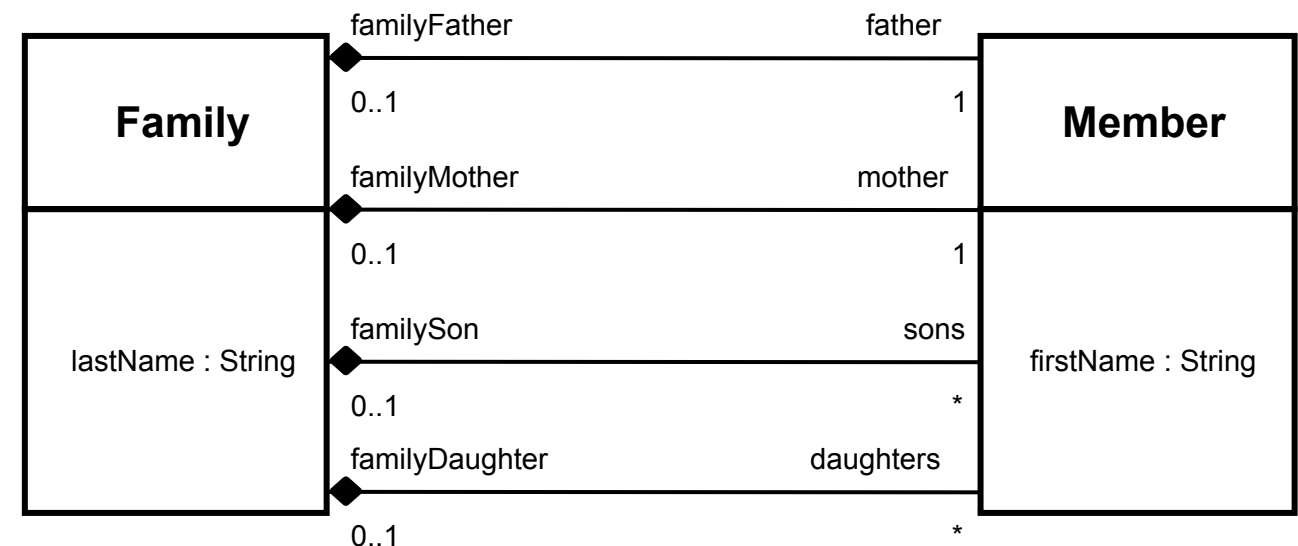 familyFather father
0..1 1
Family Member
familyMother mother
0..1 1
familySon sons
lastName : String firstName : String
0..1 *
familyDaughter daughters
0..1 *